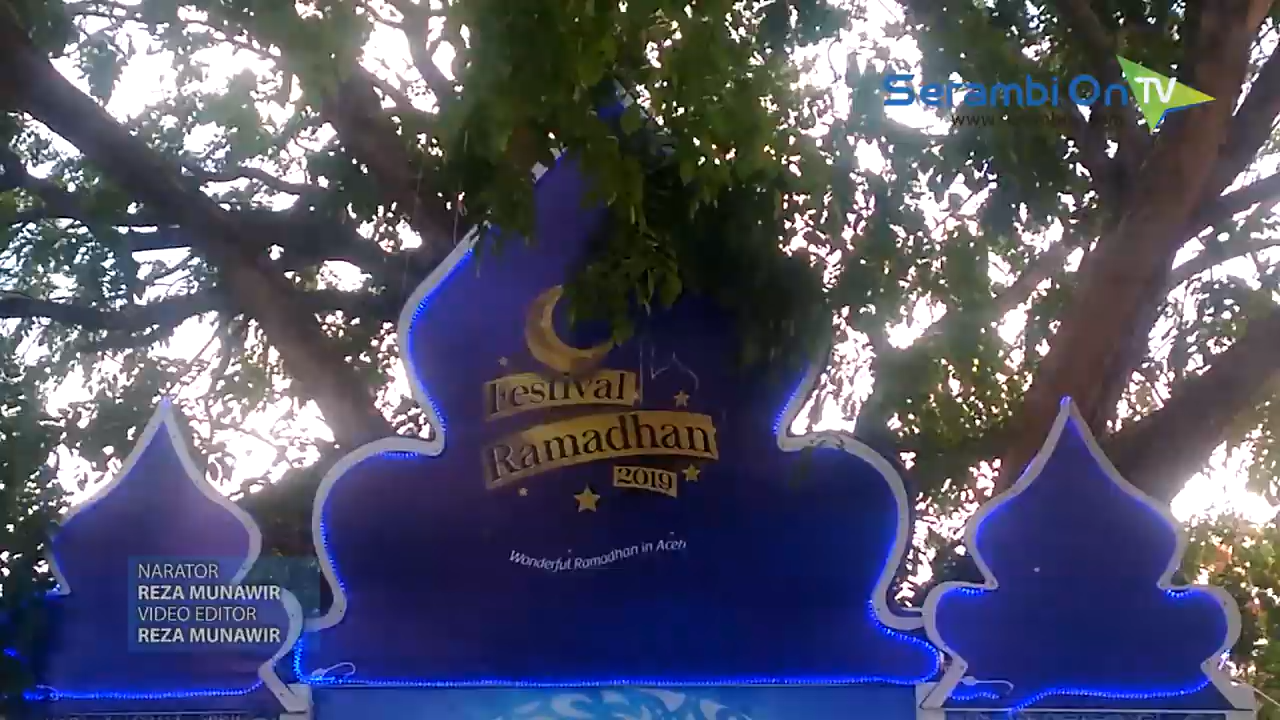 Serambi On TV
Festival
Ramadhan
2019
Wonderful Ramadhan in Aceh
NARATOR
REZA MUNAWIR
VIDEO EDITOR
REZA MUNAWIR